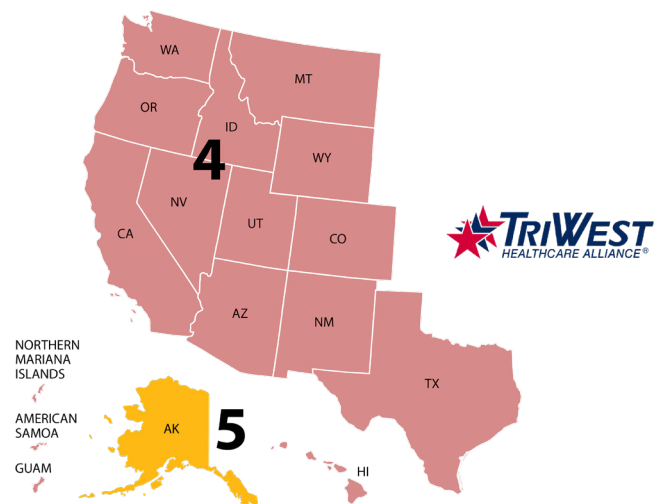 WA
MT
OR
ID
4
WY
NV
UT
CA
CO
TRIWEST
HEALTHCARE ALLIANCE®
AZ
NM
NORTHERN
MARIANA
ISLANDS
TX
AMERICAN
SAMOA
AK
5
GUAM
HI